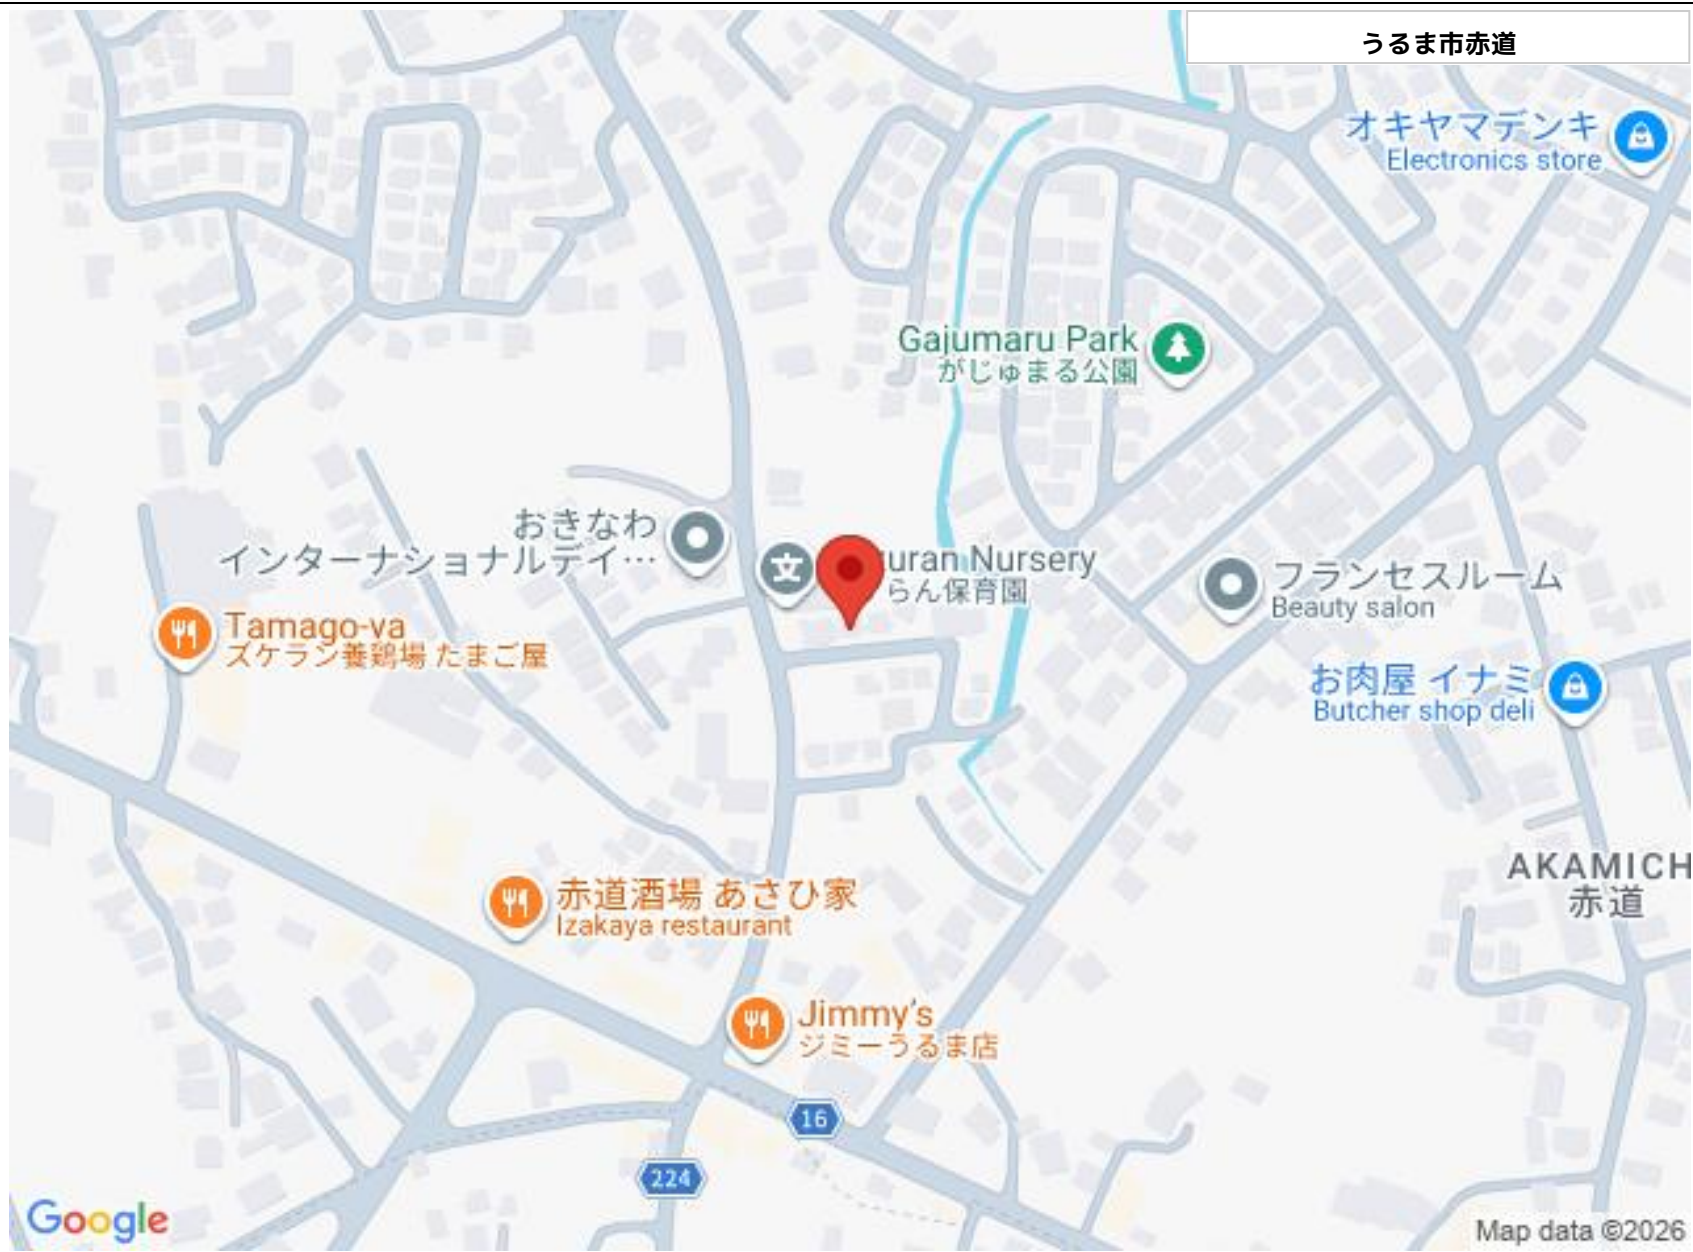 うるま市赤道
オキヤマデンキ
Electronics store
Gajumaru Park
がじゅまる公園
おきなわ
インターナショナルデイ…
文
uran Nursery
らん保育園
フランセスルーム
Beauty salon
Tamago-ya
ズケラン養鶏場 たまご屋
お肉屋 イナミ
Butcher shop deli
AKAMICH
赤道
赤道酒場 あさひ家
Izakaya restaurant
Jimmy's
ジミーうるま店
16
224
Google
Map data ©2026